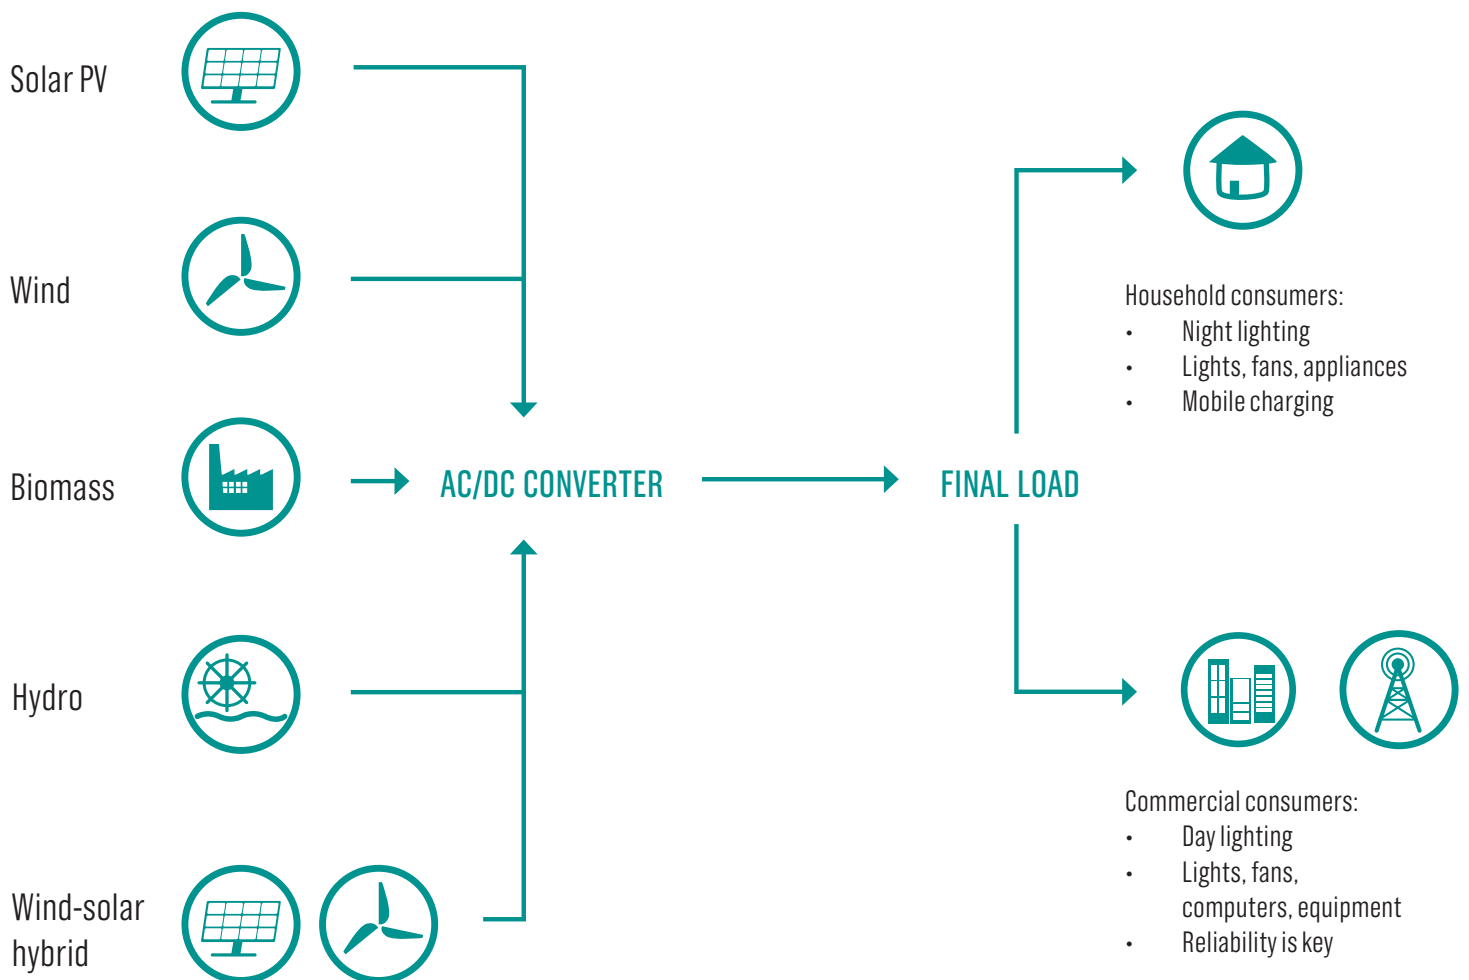 Solar PV
Wind
Biomass
Hydro
Wind-solar
hybrid
AC/DC CONVERTER
FINAL LOAD
Household consumers:
• Night lighting
• Lights, fans, appliances
• Mobile charging
Commercial consumers:
• Day lighting
• Lights, fans,
computers, equipment
• Reliability is key